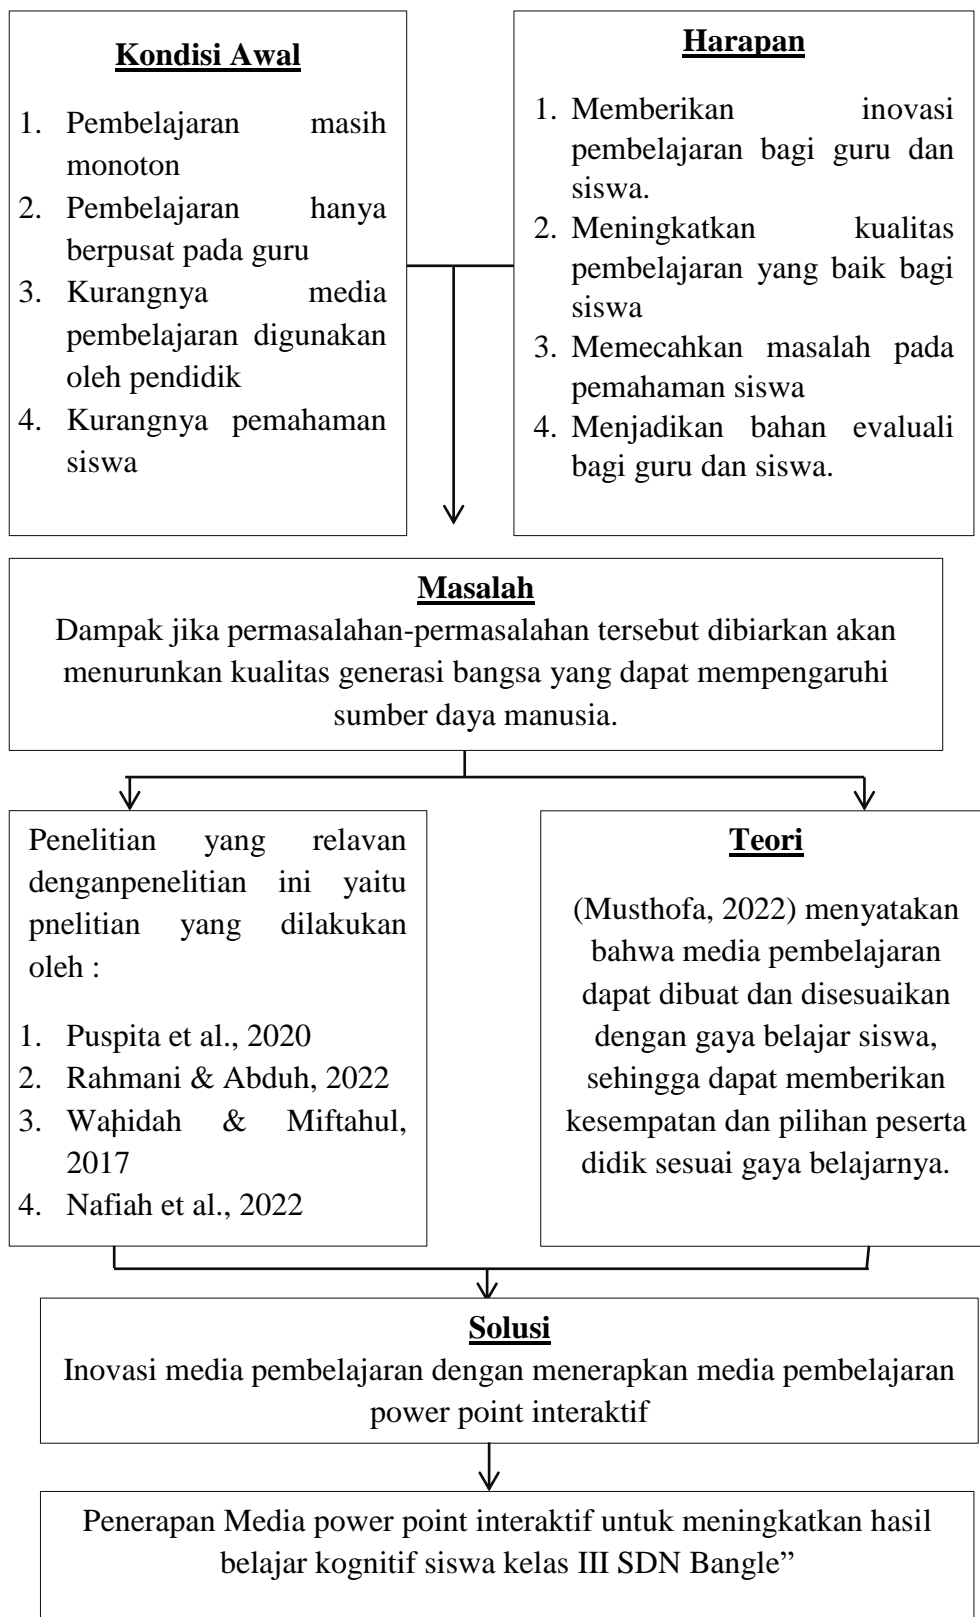 Kondisi Awal
1. Pembelajaran masih
monoton
2. Pembelajaran hanya
berpusat pada guru
3. Kurangnya media
pembelajaran digunakan
oleh pendidik
4. Kurangnya pemahaman
siswa
Harapan
1. Memberikan inovasi
pembelajaran bagi guru dan
siswa.
2. Meningkatkan kualitas
pembelajaran yang baik bagi
siswa
3. Memecahkan masalah pada
pemahaman siswa
4. Menjadikan bahan evaluali
bagi guru dan siswa.
Masalah
Dampak jika permasalahan-permasalahan tersebut dibiarkan akan
menurunkan kualitas generasi bangsa yang dapat mempengaruhi
sumber daya manusia.
Penelitian yang relavan
denganpenelitian ini yaitu
pnelitian yang dilakukan
oleh :
1. Puspita et al., 2020
2. Rahmani & Abduh, 2022
3. Wahidah & Miftahul,
2017
4. Nafiah et al., 2022
Teori
(Musthofa, 2022) menyatakan
bahwa media pembelajaran
dapat dibuat dan disesuaikan
dengan gaya belajar siswa,
sehingga dapat memberikan
kesempatan dan pilihan peserta
didik sesuai gaya belajarnya.
Solusi
Inovasi media pembelajaran dengan menerapkan media pembelajaran
power point interaktif
Penerapan Media power point interaktif untuk meningkatkan hasil
belajar kognitif siswa kelas III SDN Bangle”